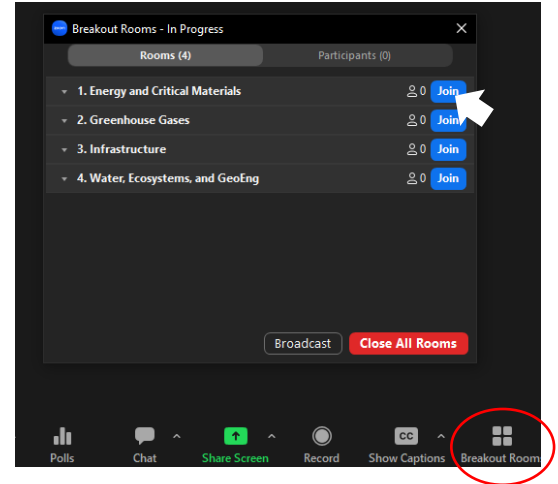 zoom
Breakout Rooms - In Progress
Rooms (4)
Participants (0)
1. Energy and Critical Materials
0
Join
2. Greenhouse Gases
0
Join
3. Infrastructure
0
Join
4. Water, Ecosystems, and GeoEng
0
Join
Broadcast
Close All Rooms
CC
Polls
Chat
Share Screen
Record
Show Captions
Breakout Room